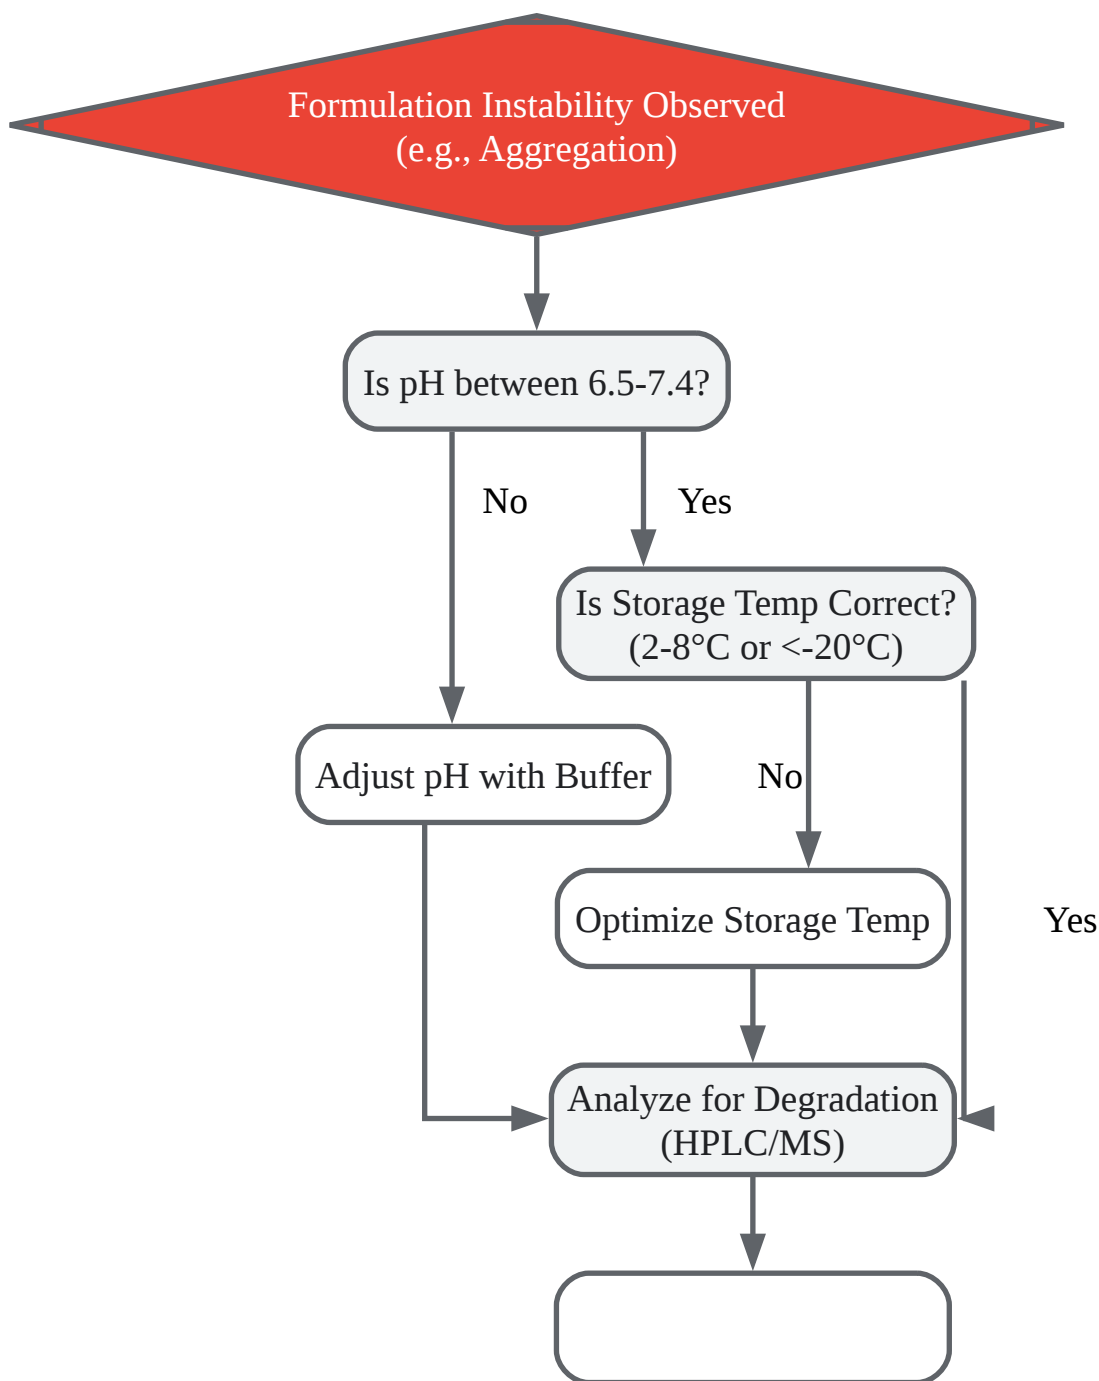 Formulation Instability Observed
(e.g., Aggregation)
Is pH between 6.5-7.4?
No
Yes
Is Storage Temp Correct?
(2-8°C or <-20°C)
Adjust pH with Buffer
No
Optimize Storage Temp
Yes
Analyze for Degradation
(HPLC/MS)